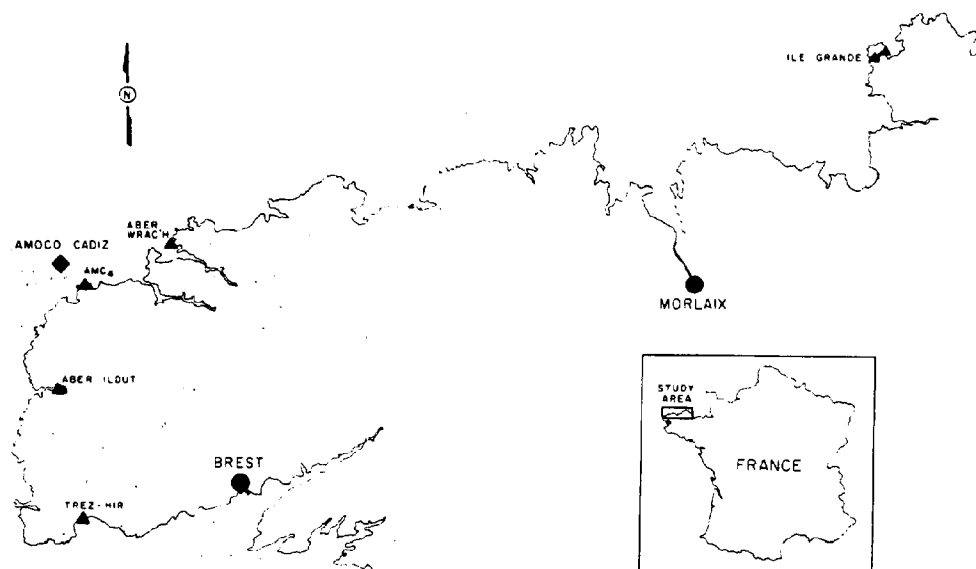 N
ILE GRANDE
ABER
WRAC'H
AMOCO CADIZ
AMC4
MORLAIX
ABER ILDUT
STUDY
AREA
FRANCE
BREST
TREZ-HIR